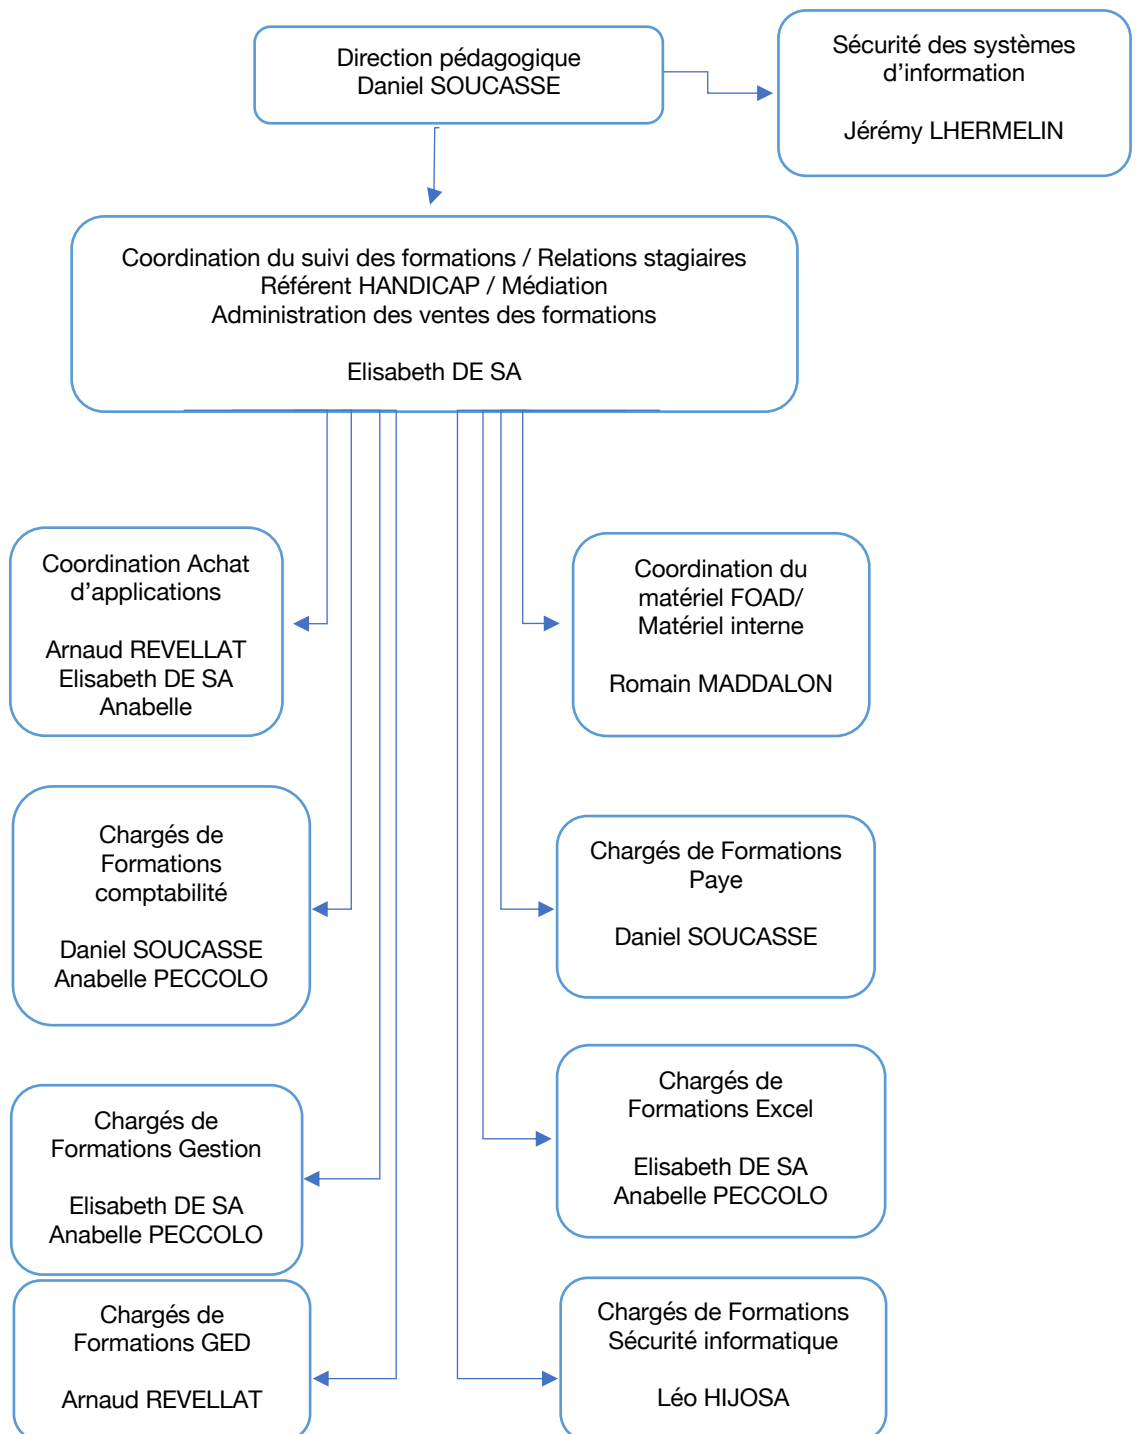 Direction pédagogique
Daniel SOUCASSE
Sécurité des systèmes
d'information
Jérémy LHERMELIN
Coordination du suivi des formations / Relations stagiaires
Référent HANDICAP / Médiation
Administration des ventes des formations
Elisabeth DE SA
Coordination Achat
d'applications
Arnaud REVELLAT
Elisabeth DE SA
Anabelle
Coordination du
matériel FOAD/
Matériel interne
Romain MADDALON
Chargés de
Formations
comptabilité
Daniel SOUCASSE
Anabelle PECCOLO
Chargés de Formations
Paye
Daniel SOUCASSE
Chargés de
Formations Gestion
Elisabeth DE SA
Anabelle PECCOLO
Chargés de
Formations Excel
Elisabeth DE SA
Anabelle PECCOLO
Chargés de
Formations GED
Arnaud REVELLAT
Chargés de Formations
Sécurité informatique
Léo HIJOSA